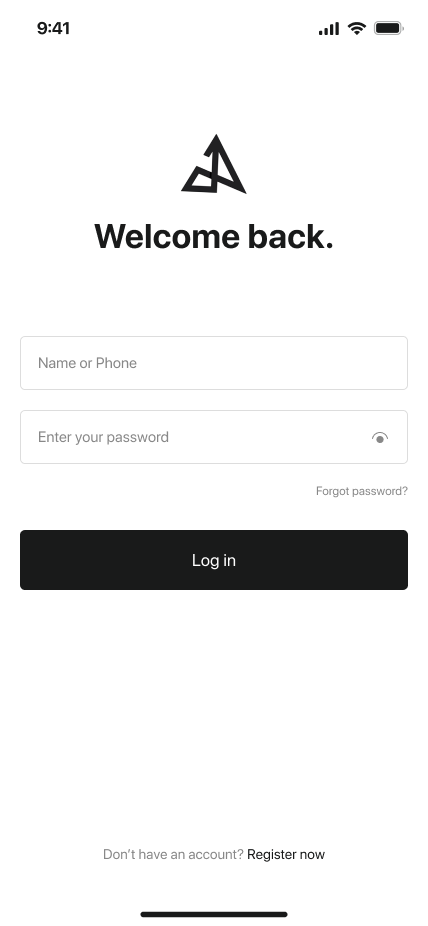 9:41
Welcome back.
Name or Phone
Enter your password
Forgot password?
Log in
Don't have an account? Register now